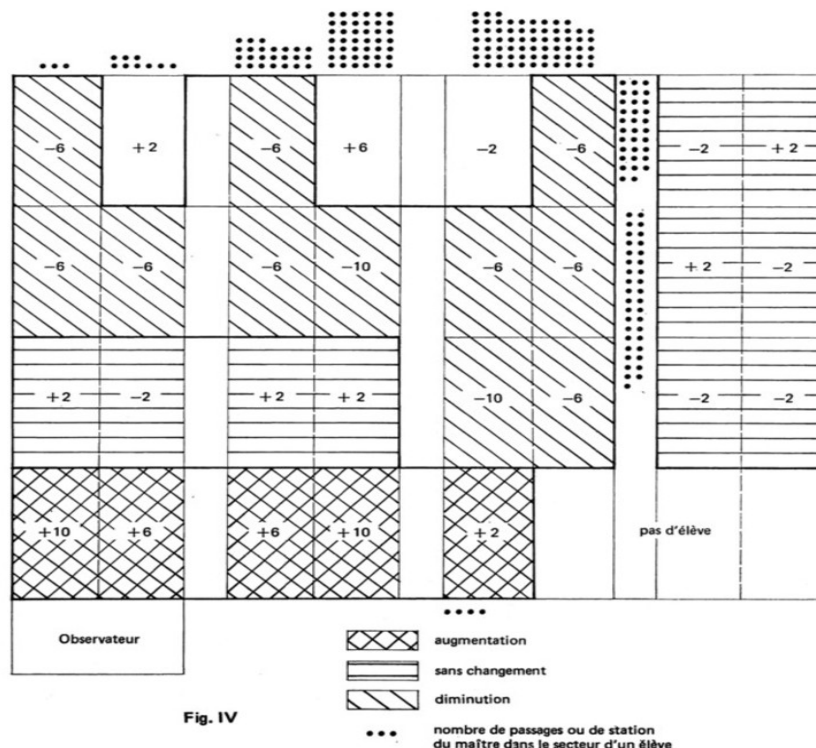 −6 +2 −6 +6 −2 −6 −2 +2
−6 −6 −6 −10 −6 −6 +2 −2
+2 −2 +2 +2 −10 −6 −2 −2
+10 +6 +6 +10 +2 pas d'élève
Observateur
augmentation
sans changement
diminution
Fig. IV
nombre de passages ou de station
du maître dans le secteur d'un élève